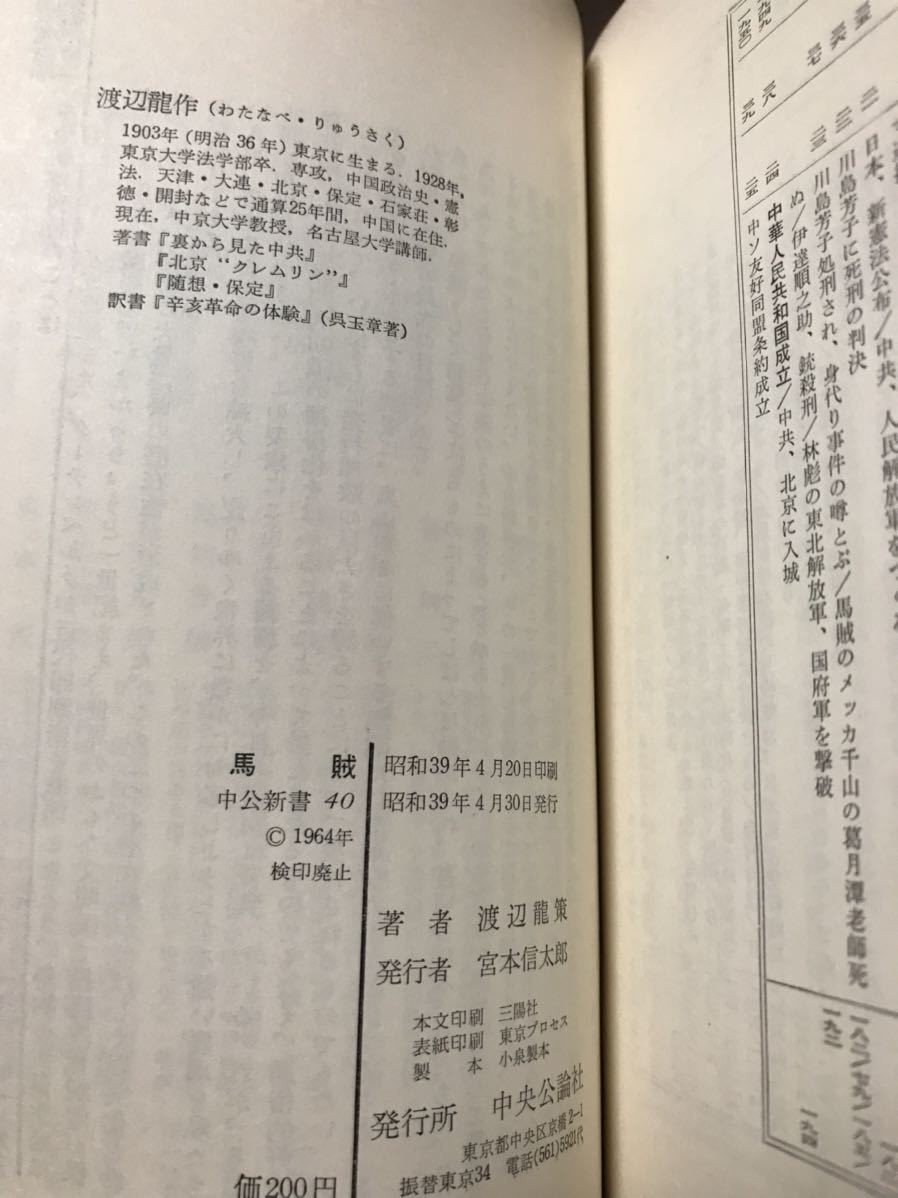 渡辺龍作 (わたなべ・りゅうさく)
1903年 (明治 36年) 東京に生まる. 1928年,
東京大学法学部卒. 専攻, 中国政治史・憲
法. 天津・大連・北京・保定・石家荘・彰
徳・開封などで通算25年間, 中国に在住.
現在, 中京大学教授, 名古屋大学講師.
著書『裏から見た中共』
『北京 “クレムリン”』
『随想・保定』
訳書『辛亥革命の体験』(呉玉章著)
馬 賊
中公新書 40
© 1964年
検印廃止
昭和39年 4月20日印刷
昭和39年 4月30日発行
著 者 渡辺龍策
発行者 宮本信太郎
本文印刷 三陽社
表紙印刷 東京プロセス
製 本 小泉製本
発行所 中央公論社
東京都中央区京橋2−1
振替東京34 電話(561)5921代
価200円
日本、新憲法公布/中共、人民解放軍を
川島芳子に死刑の判決
川島芳子処刑され、身代り事件の噂とぶ/馬賊のメッカ千山の葛月潭老師死
ぬ/伊達順之助、銃殺刑/林彪の東北解放軍、国府軍を撃破
中華人民共和国成立/中共、北京に入城
中ソ友好同盟条約成立
一九四九
一九五〇